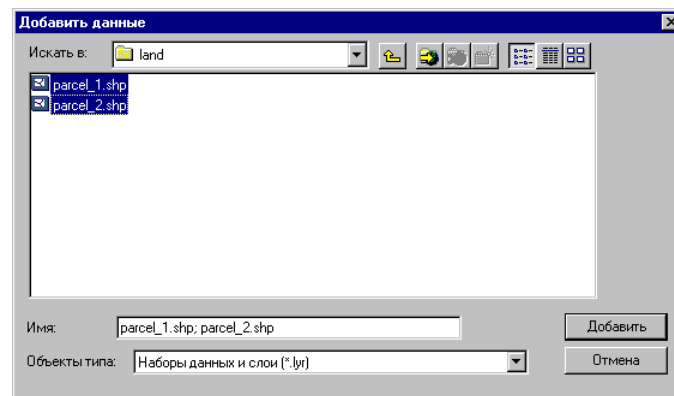 Добавить данные
Искать в: land
parcel_1.shp
parcel_2.shp
Имя: parcel_1.shp; parcel_2.shp Добавить
Объекты типа: Наборы данных и слои (*.lyr) Отмена